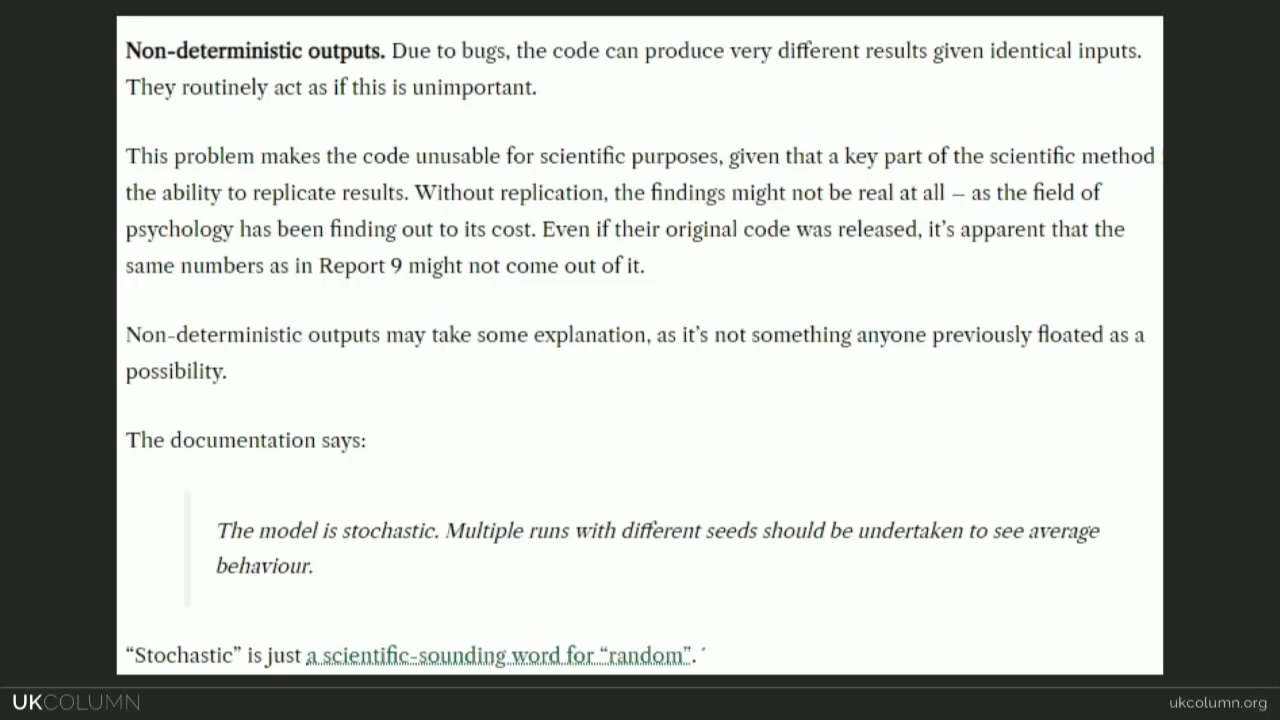 Non-deterministic outputs. Due to bugs, the code can produce very different results given identical inputs.
They routinely act as if this is unimportant.
This problem makes the code unusable for scientific purposes, given that a key part of the scientific method
the ability to replicate results. Without replication, the findings might not be real at all – as the field of
psychology has been finding out to its cost. Even if their original code was released, it’s apparent that the
same numbers as in Report 9 might not come out of it.
Non-deterministic outputs may take some explanation, as it’s not something anyone previously floated as a
possibility.
The documentation says:
The model is stochastic. Multiple runs with different seeds should be undertaken to see average
behaviour.
“Stochastic” is just a scientific-sounding word for “random”.
UKCOLUMN
ukcolumn.org